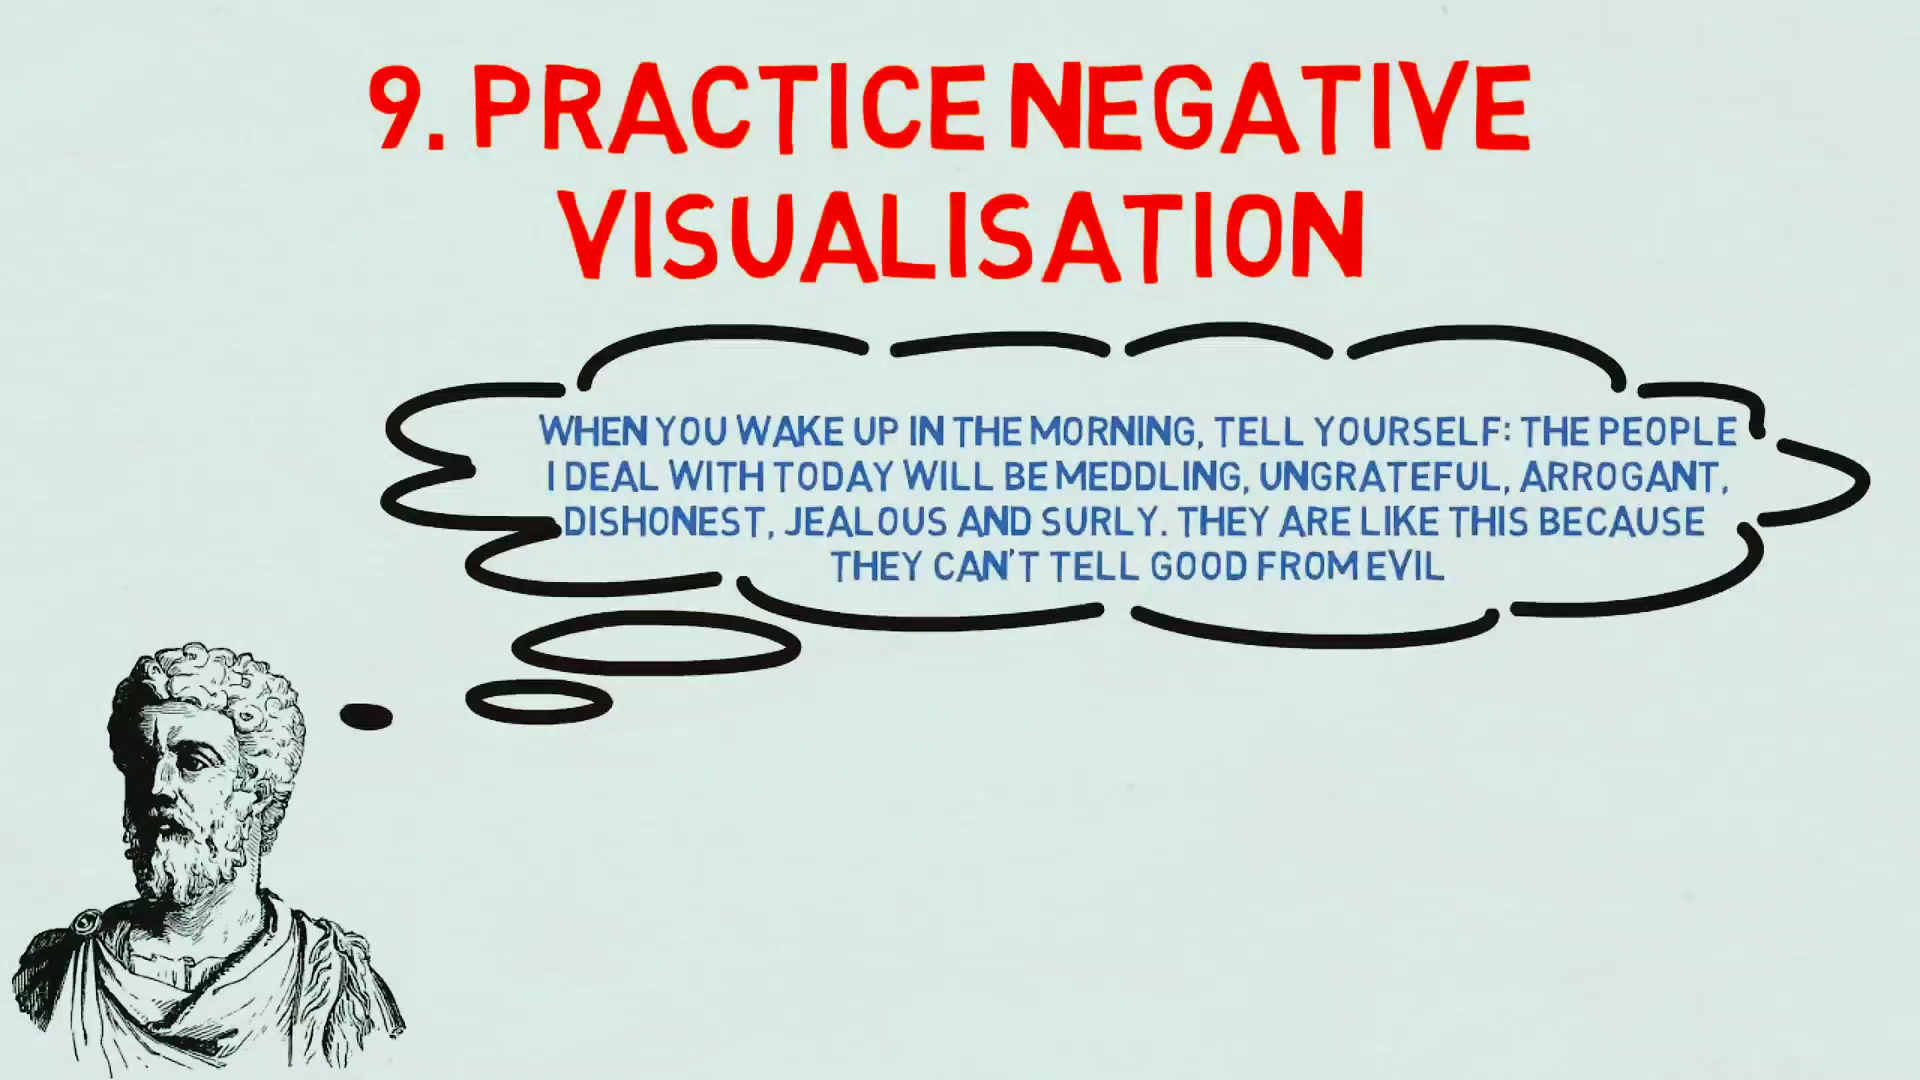 9. PRACTICE NEGATIVE
VISUALISATION
WHEN YOU WAKE UP IN THE MORNING, TELL YOURSELF: THE PEOPLE
I DEAL WITH TODAY WILL BE MEDDLING, UNGRATEFUL, ARROGANT,
DISHONEST, JEALOUS AND SURLY. THEY ARE LIKE THIS BECAUSE
THEY CAN'T TELL GOOD FROM EVIL